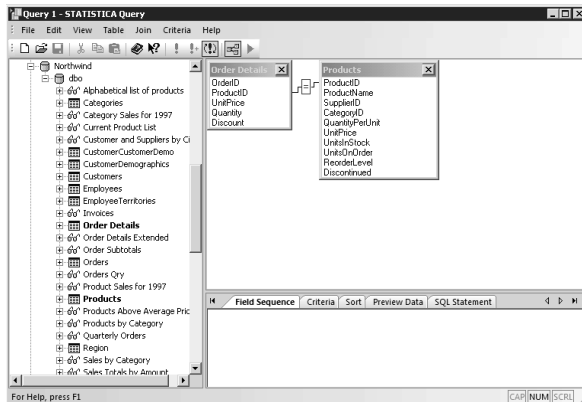 Query 1 - STATISTICA Query
File Edit View Table Join Criteria Help
Northwind
dbo
Alphabetical list of products
Categories
Category Sales for 1997
Current Product List
Customer and Suppliers by Ci
CustomerCustomerDemo
CustomerDemographics
Customers
Employees
EmployeeTerritories
Invoices
Order Details
Order Details Extended
Order Subtotals
Orders
Orders Qry
Product Sales for 1997
Products
Products Above Average Pric
Products by Category
Quarterly Orders
Region
Sales by Category
Sales Totals by Amount
Order Details
OrderID
ProductID
UnitPrice
Quantity
Discount
=
Products
ProductID
ProductName
SupplierID
CategoryID
QuantityPerUnit
UnitPrice
UnitsInStock
UnitsOnOrder
ReorderLevel
Discontinued
Field Sequence Criteria Sort Preview Data SQL Statement
For Help, press F1
CAP NUM SCRL